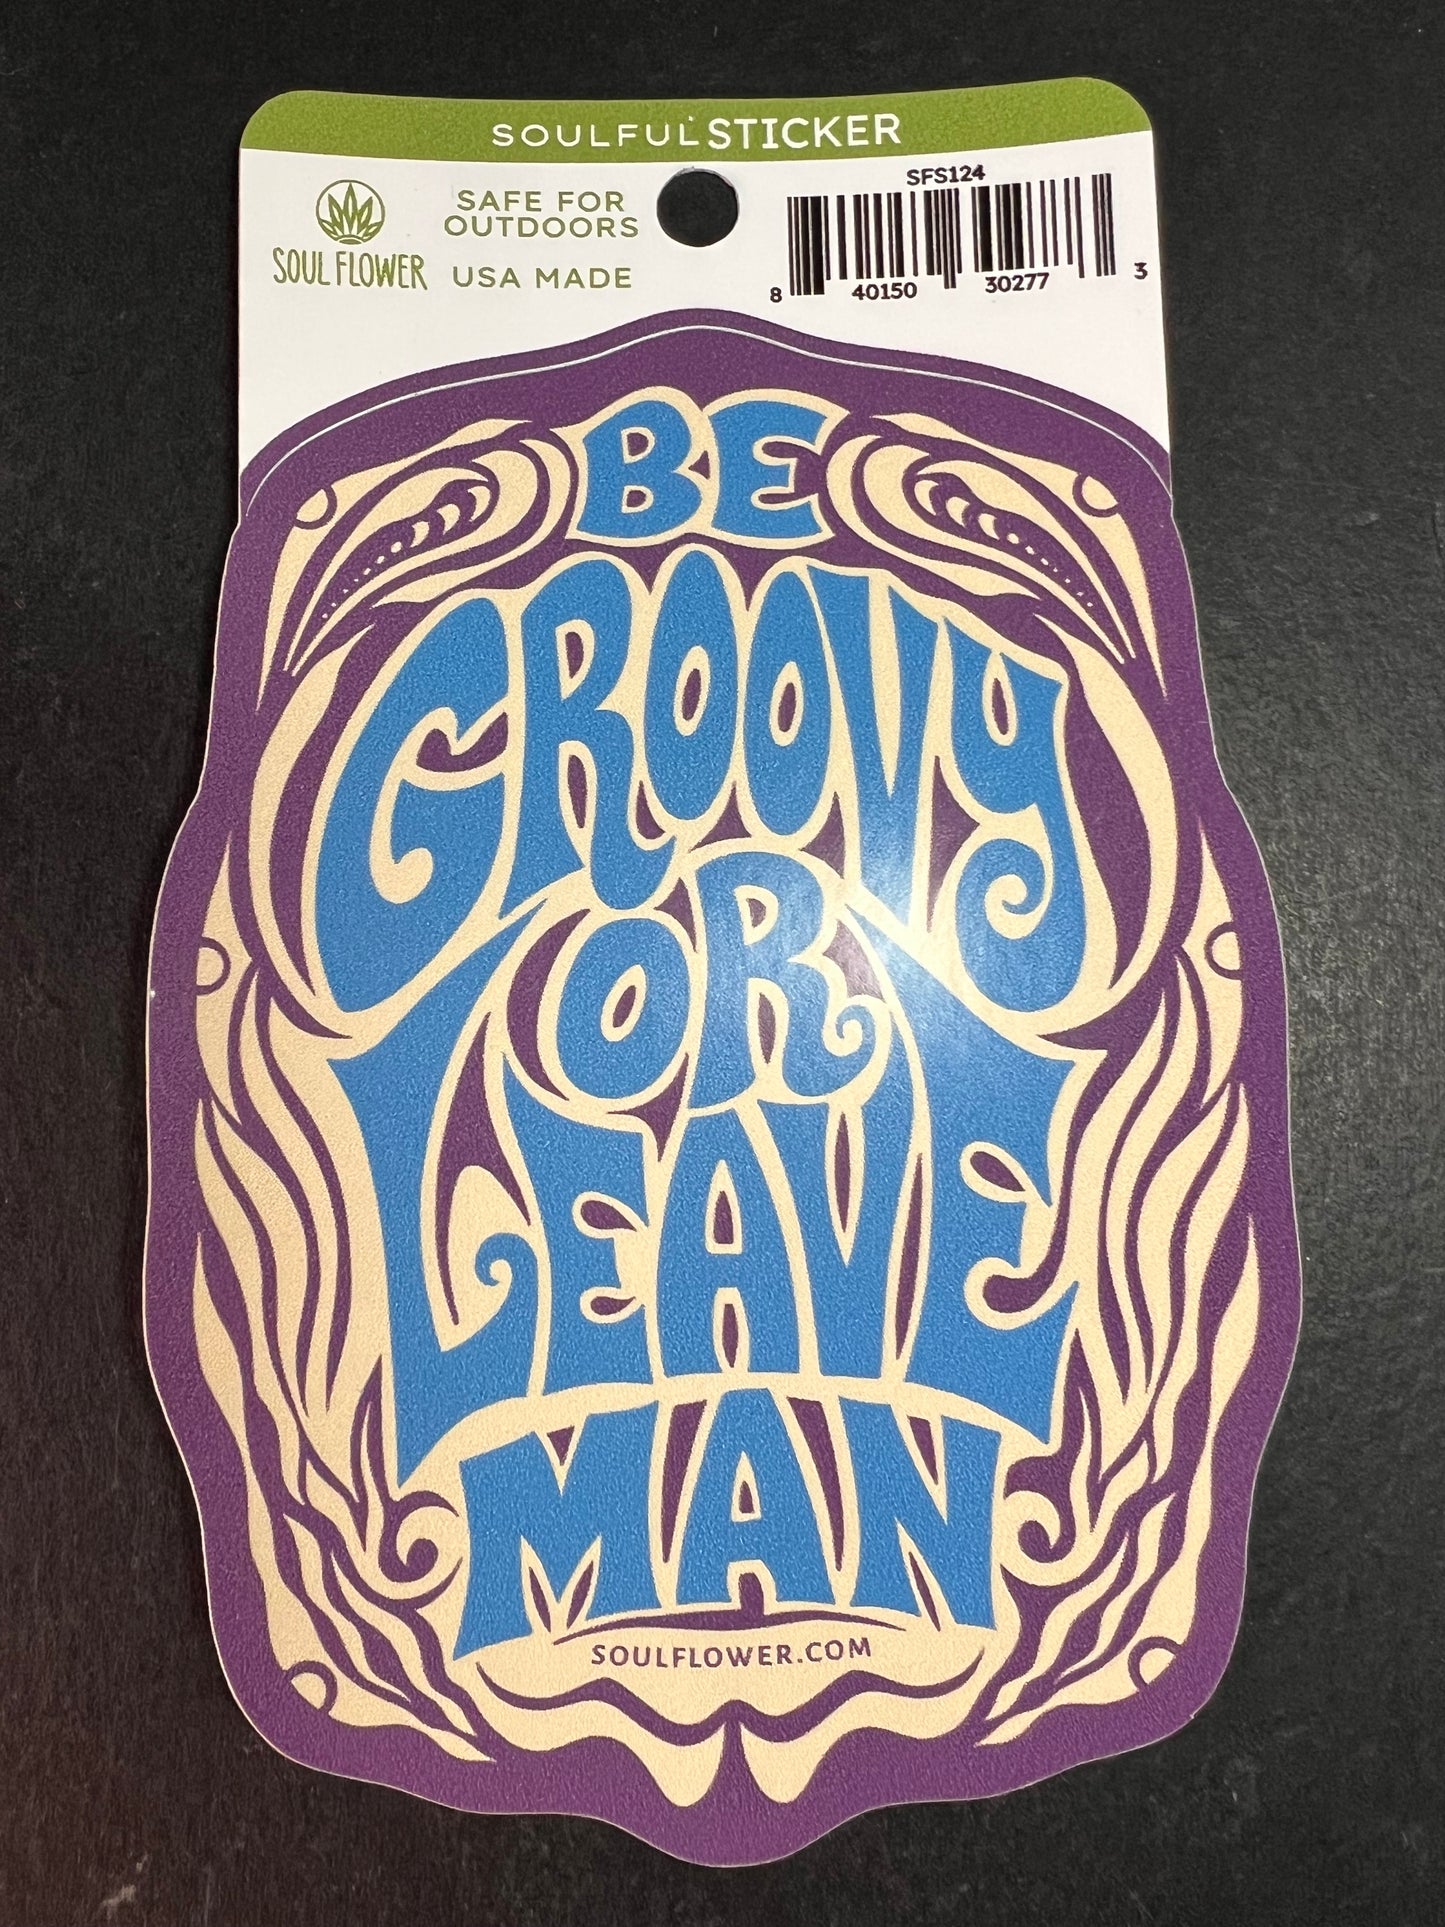 SOULFUL STICKER
SOUL FLOWER
SAFE FOR
OUTDOORS
USA MADE
SFS124
8 40150 30277 3
BE
GROOVY
OR
LEAVE
MAN
SOULFLOWER.COM